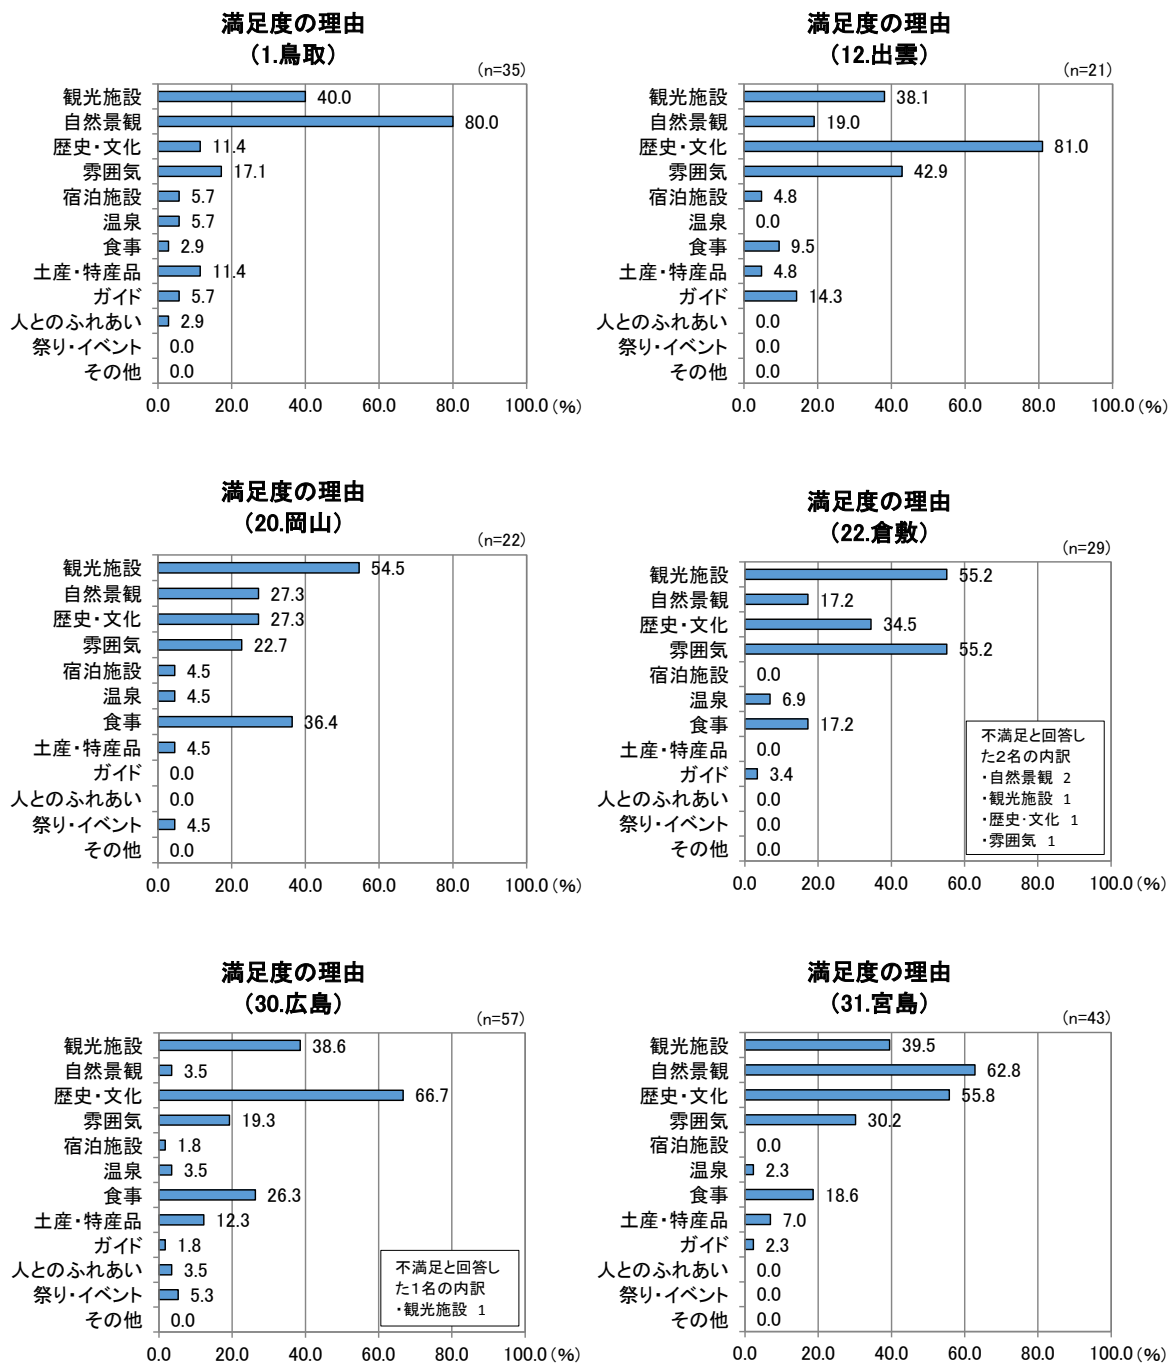 満足度の理由
（1.鳥取）
(n=35)
観光施設 40.0
自然景観 80.0
歴史・文化 11.4
雰囲気 17.1
宿泊施設 5.7
温泉 5.7
食事 2.9
土産・特産品 11.4
ガイド 5.7
人とのふれあい 2.9
祭り・イベント 0.0
その他 0.0
0.0 20.0 40.0 60.0 80.0 100.0 (%)
満足度の理由
（12.出雲）
(n=21)
観光施設 38.1
自然景観 19.0
歴史・文化 81.0
雰囲気 42.9
宿泊施設 4.8
温泉 0.0
食事 9.5
土産・特産品 4.8
ガイド 14.3
人とのふれあい 0.0
祭り・イベント 0.0
その他 0.0
0.0 20.0 40.0 60.0 80.0 100.0 (%)
満足度の理由
（20.岡山）
(n=22)
観光施設 54.5
自然景観 27.3
歴史・文化 27.3
雰囲気 22.7
宿泊施設 4.5
温泉 4.5
食事 36.4
土産・特産品 4.5
ガイド 0.0
人とのふれあい 0.0
祭り・イベント 4.5
その他 0.0
0.0 20.0 40.0 60.0 80.0 100.0 (%)
満足度の理由
（22.倉敷）
(n=29)
観光施設 55.2
自然景観 17.2
歴史・文化 34.5
雰囲気 55.2
宿泊施設 0.0
温泉 6.9
食事 17.2
土産・特産品 0.0
ガイド 3.4
人とのふれあい 0.0
祭り・イベント 0.0
その他 0.0
不満足と回答し
た2名の内訳
・自然景観 2
・観光施設 1
・歴史・文化 1
・雰囲気 1
0.0 20.0 40.0 60.0 80.0 100.0 (%)
満足度の理由
（30.広島）
(n=57)
観光施設 38.6
自然景観 3.5
歴史・文化 66.7
雰囲気 19.3
宿泊施設 1.8
温泉 3.5
食事 26.3
土産・特産品 12.3
ガイド 1.8
人とのふれあい 3.5
祭り・イベント 5.3
その他 0.0
不満足と回答し
た1名の内訳
・観光施設 1
0.0 20.0 40.0 60.0 80.0 100.0 (%)
満足度の理由
（31.宮島）
(n=43)
観光施設 39.5
自然景観 62.8
歴史・文化 55.8
雰囲気 30.2
宿泊施設 0.0
温泉 2.3
食事 18.6
土産・特産品 7.0
ガイド 2.3
人とのふれあい 0.0
祭り・イベント 0.0
その他 0.0
0.0 20.0 40.0 60.0 80.0 100.0 (%)